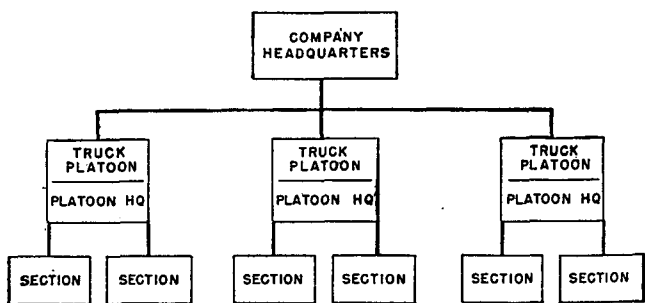 COMPANY
HEADQUARTERS
TRUCK
PLATOON
PLATOON HQ
TRUCK
PLATOON
PLATOON HQ
TRUCK
PLATOON
PLATOON HQ
SECTION
SECTION
SECTION
SECTION
SECTION
SECTION